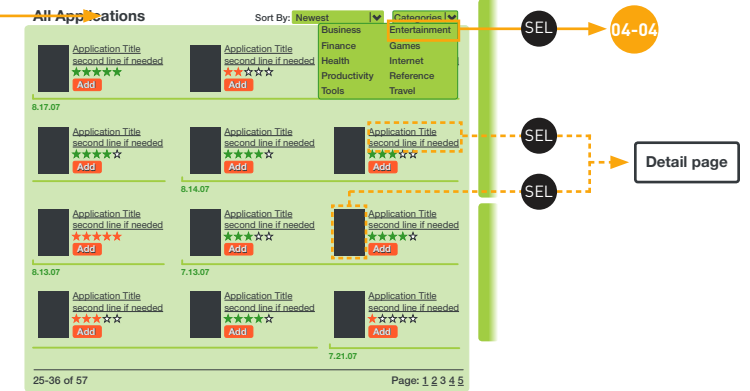 All Applications
Sort By: Newest Categories
Business Entertainment
Finance Games
Health Internet
Productivity Reference
Tools Travel
SEL
04-04
Application Title
second line if needed
Add
Application Title
second line if needed
Add
8.17.07
Application Title
second line if needed
Add
Application Title
second line if needed
Add
Application Title
second line if needed
Add
SEL
SEL
Detail page
8.14.07
Application Title
second line if needed
Add
Application Title
second line if needed
Add
Application Title
second line if needed
Add
8.13.07
7.13.07
Application Title
second line if needed
Add
Application Title
second line if needed
Add
Application Title
second line if needed
Add
7.21.07
25-36 of 57
Page: 1 2 3 4 5